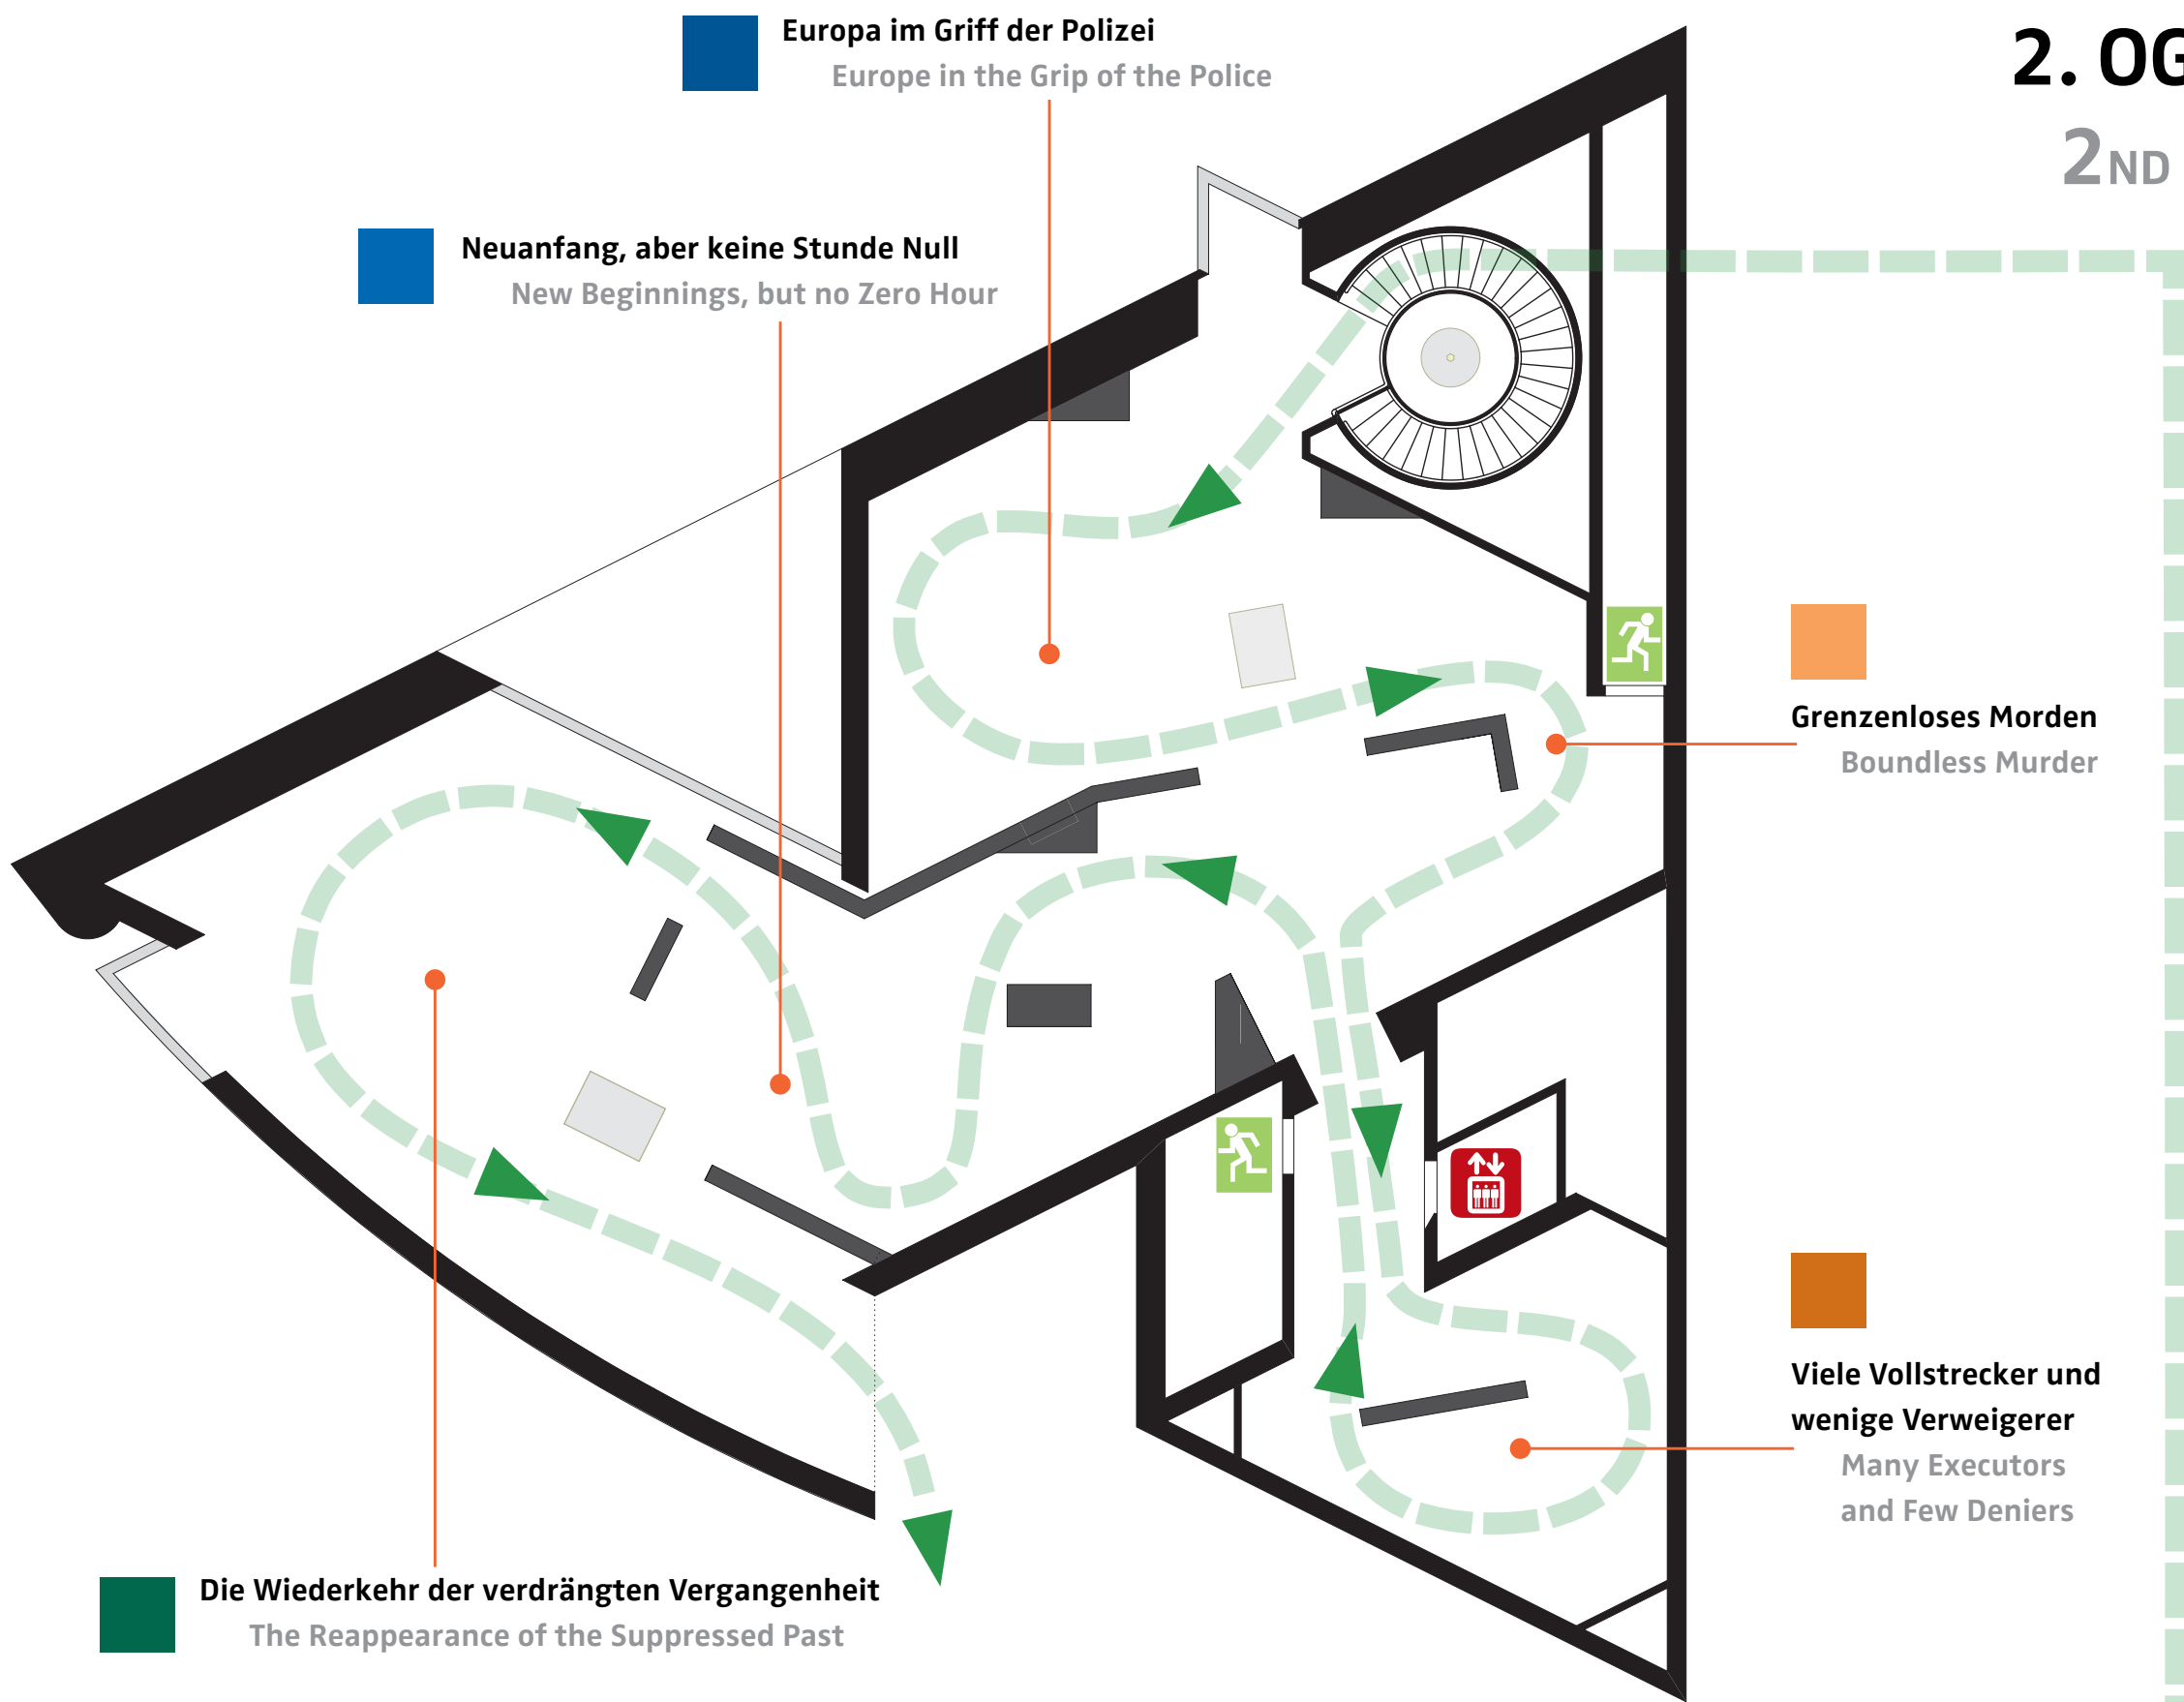 Europa im Griff der Polizei
Europe in the Grip of the Police
2. OG
2ND
Neuanfang, aber keine Stunde Null
New Beginnings, but no Zero Hour
Grenzenloses Morden
Boundless Murder
Viele Vollstrecker und
wenige Verweigerer
Many Executors
and Few Deniers
Die Wiederkehr der verdrängten Vergangenheit
The Reappearance of the Suppressed Past